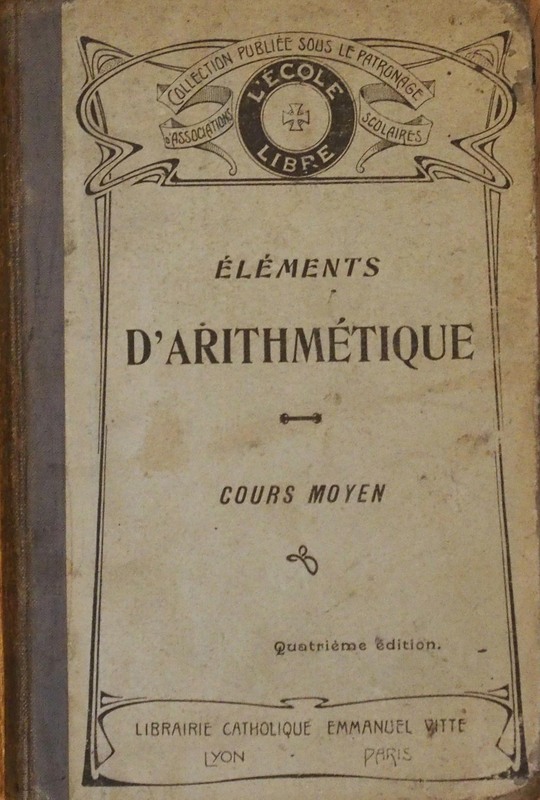 COLLECTION PUBLIÉE SOUS LE PATRONAGE
D'ASSOCIATIONS SCOLAIRES
L'ÉCOLE
LIBRE
ÉLÉMENTS
D'ARITHMÉTIQUE
COURS MOYEN
Quatrième édition.
LIBRAIRIE CATHOLIQUE EMMANUEL VITTE
LYON PARIS